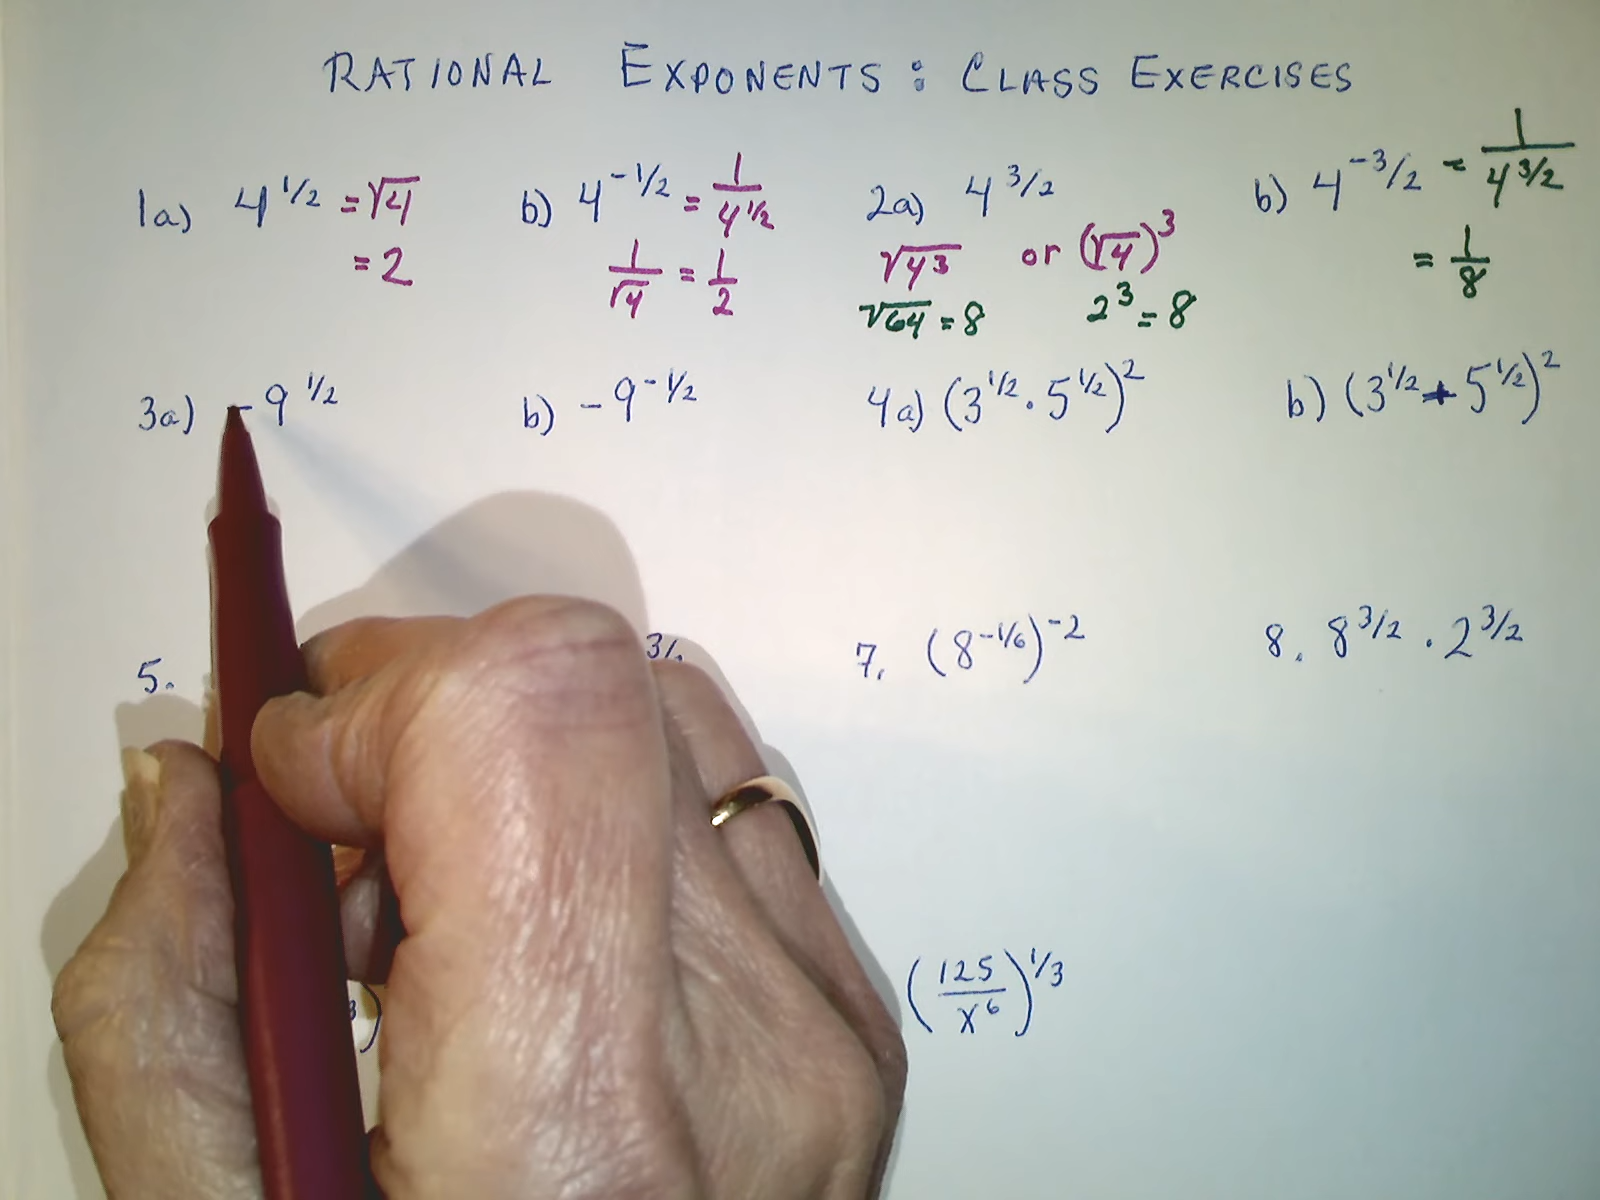 RATIONAL EXPONENTS : CLASS EXERCISES
1a) 4^1/2 = √4
= 2
b) 4^-1/2 = 1/4^1/2
1/√4 = 1/2
2a) 4^3/2
√4^3 or (√4)^3
√64 = 8 2^3 = 8
b) 4^-3/2 = 1/4^3/2
= 1/8
3a) -9^1/2
b) -9^-1/2
4a) (3^1/2 · 5^1/2)^2
b) (3^1/2 + 5^1/2)^2
5.
7. (8^-1/6)^-2
8. 8^3/2 · 2^3/2
(125/x^6)^1/3